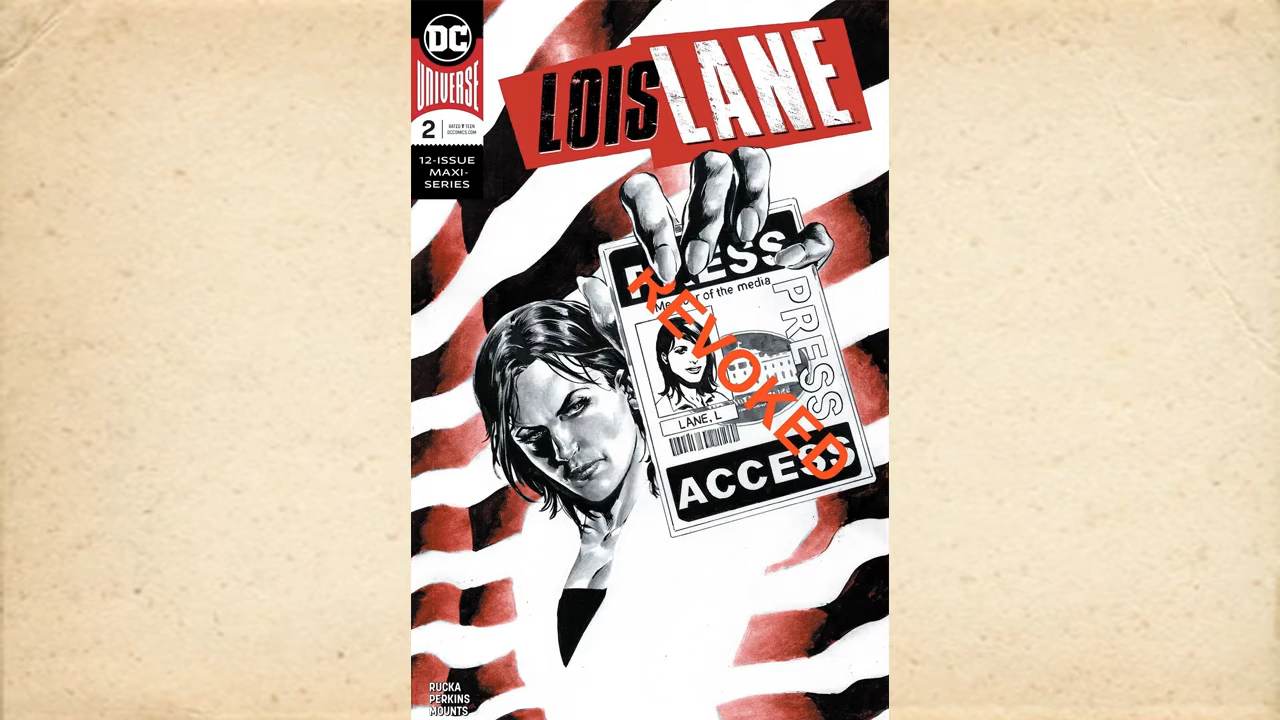 DC
UNIVERSE
2
RATED T TEEN
DCCOMICS.COM
12-ISSUE
MAXI-
SERIES
LOIS LANE
PRESS
of the media
PRESS
REVOKED
LANE, L
ACCESS
RUCKA
PERKINS
MOUNTS